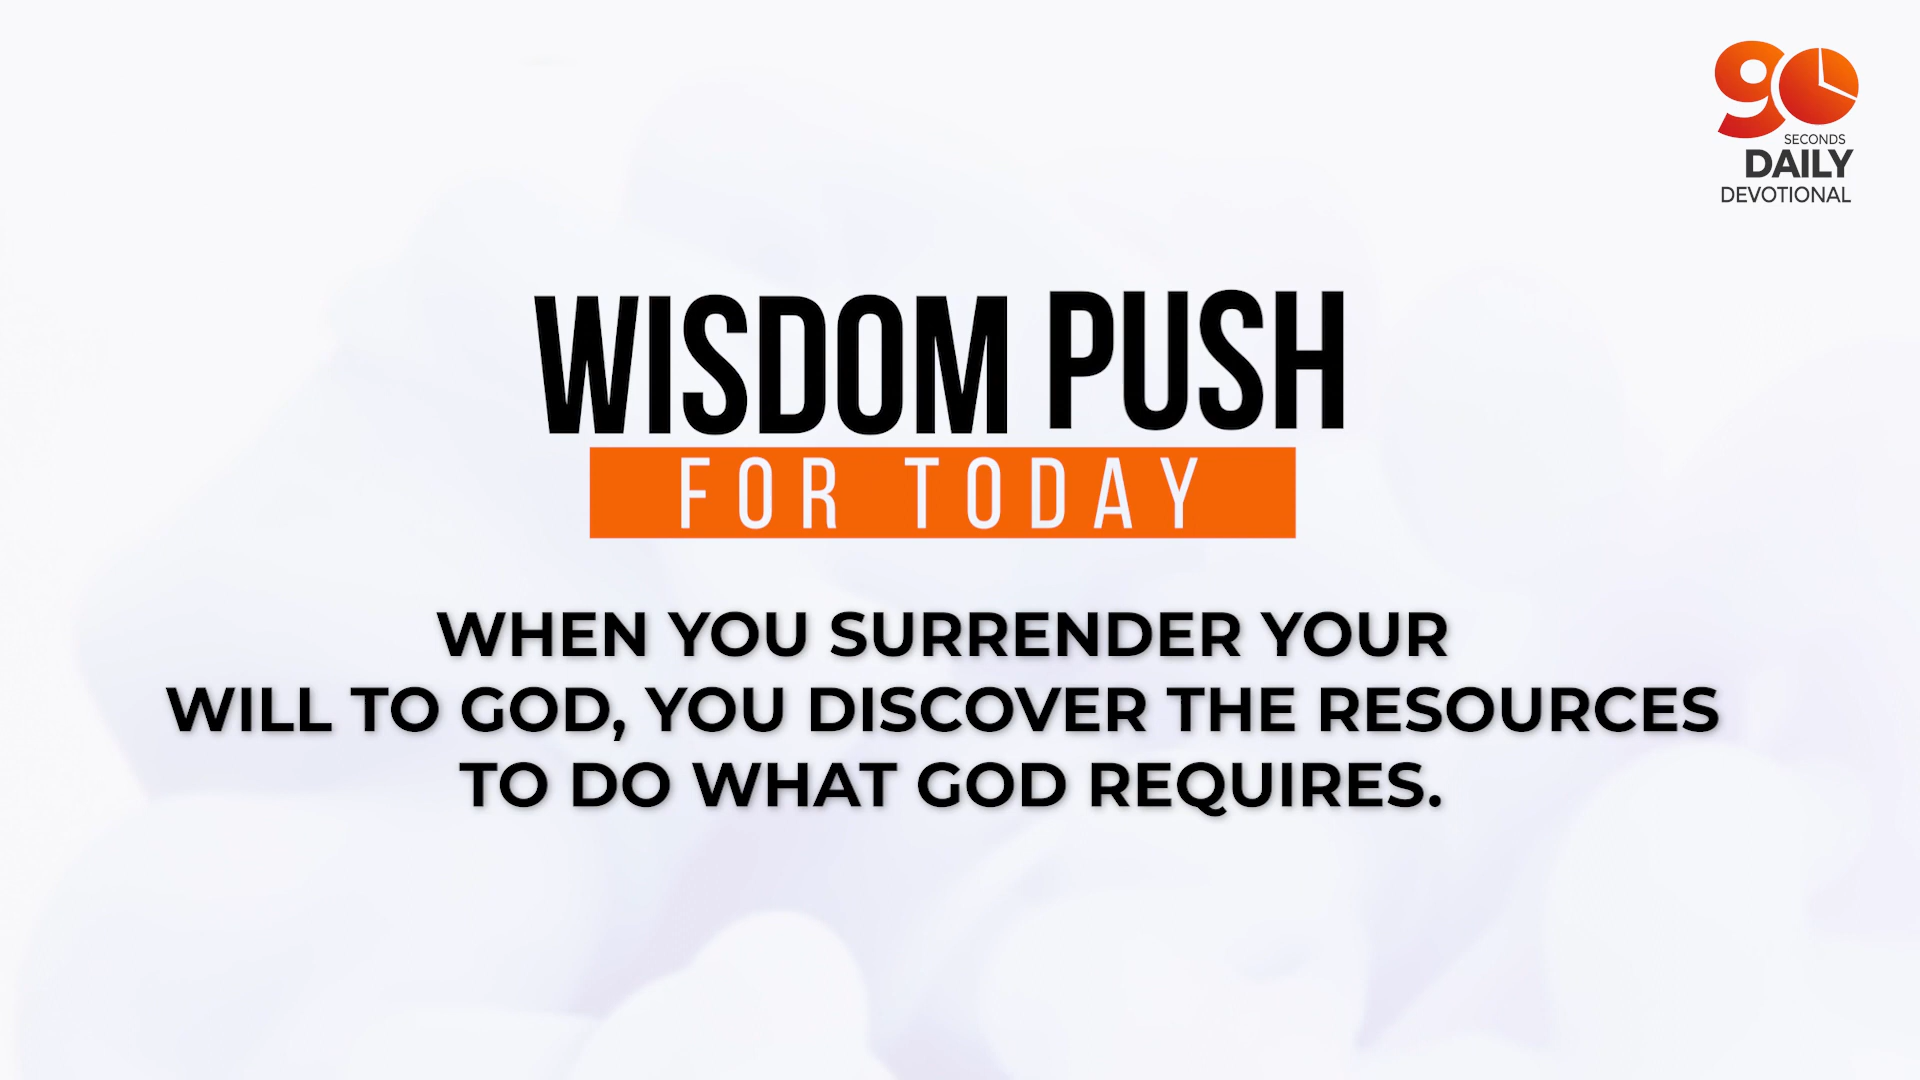 90
SECONDS
DAILY
DEVOTIONAL
WISDOM PUSH
FOR TODAY
WHEN YOU SURRENDER YOUR
WILL TO GOD, YOU DISCOVER THE RESOURCES
TO DO WHAT GOD REQUIRES.